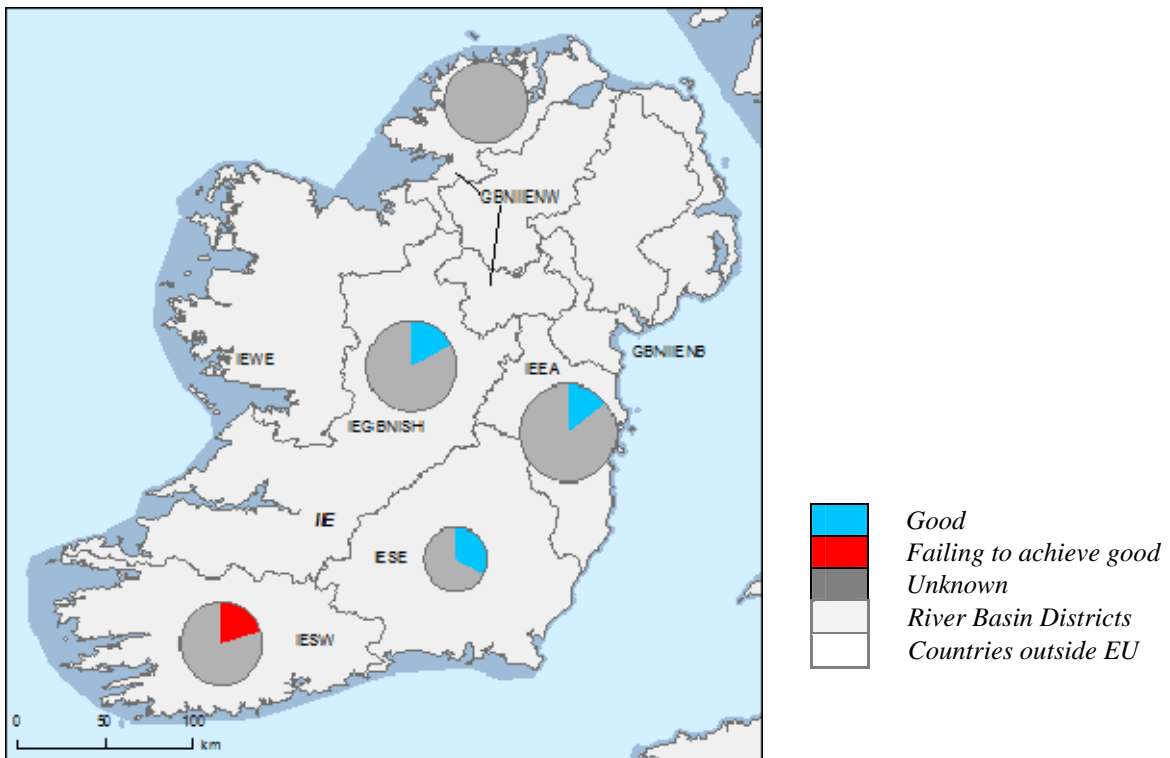 GBNIIENW
IEWE
GBNIIENB
IEEA
IEGBNISH
IIE
IESE
IESW
0 50 100
km
Good
Failing to achieve good
Unknown
River Basin Districts
Countries outside EU